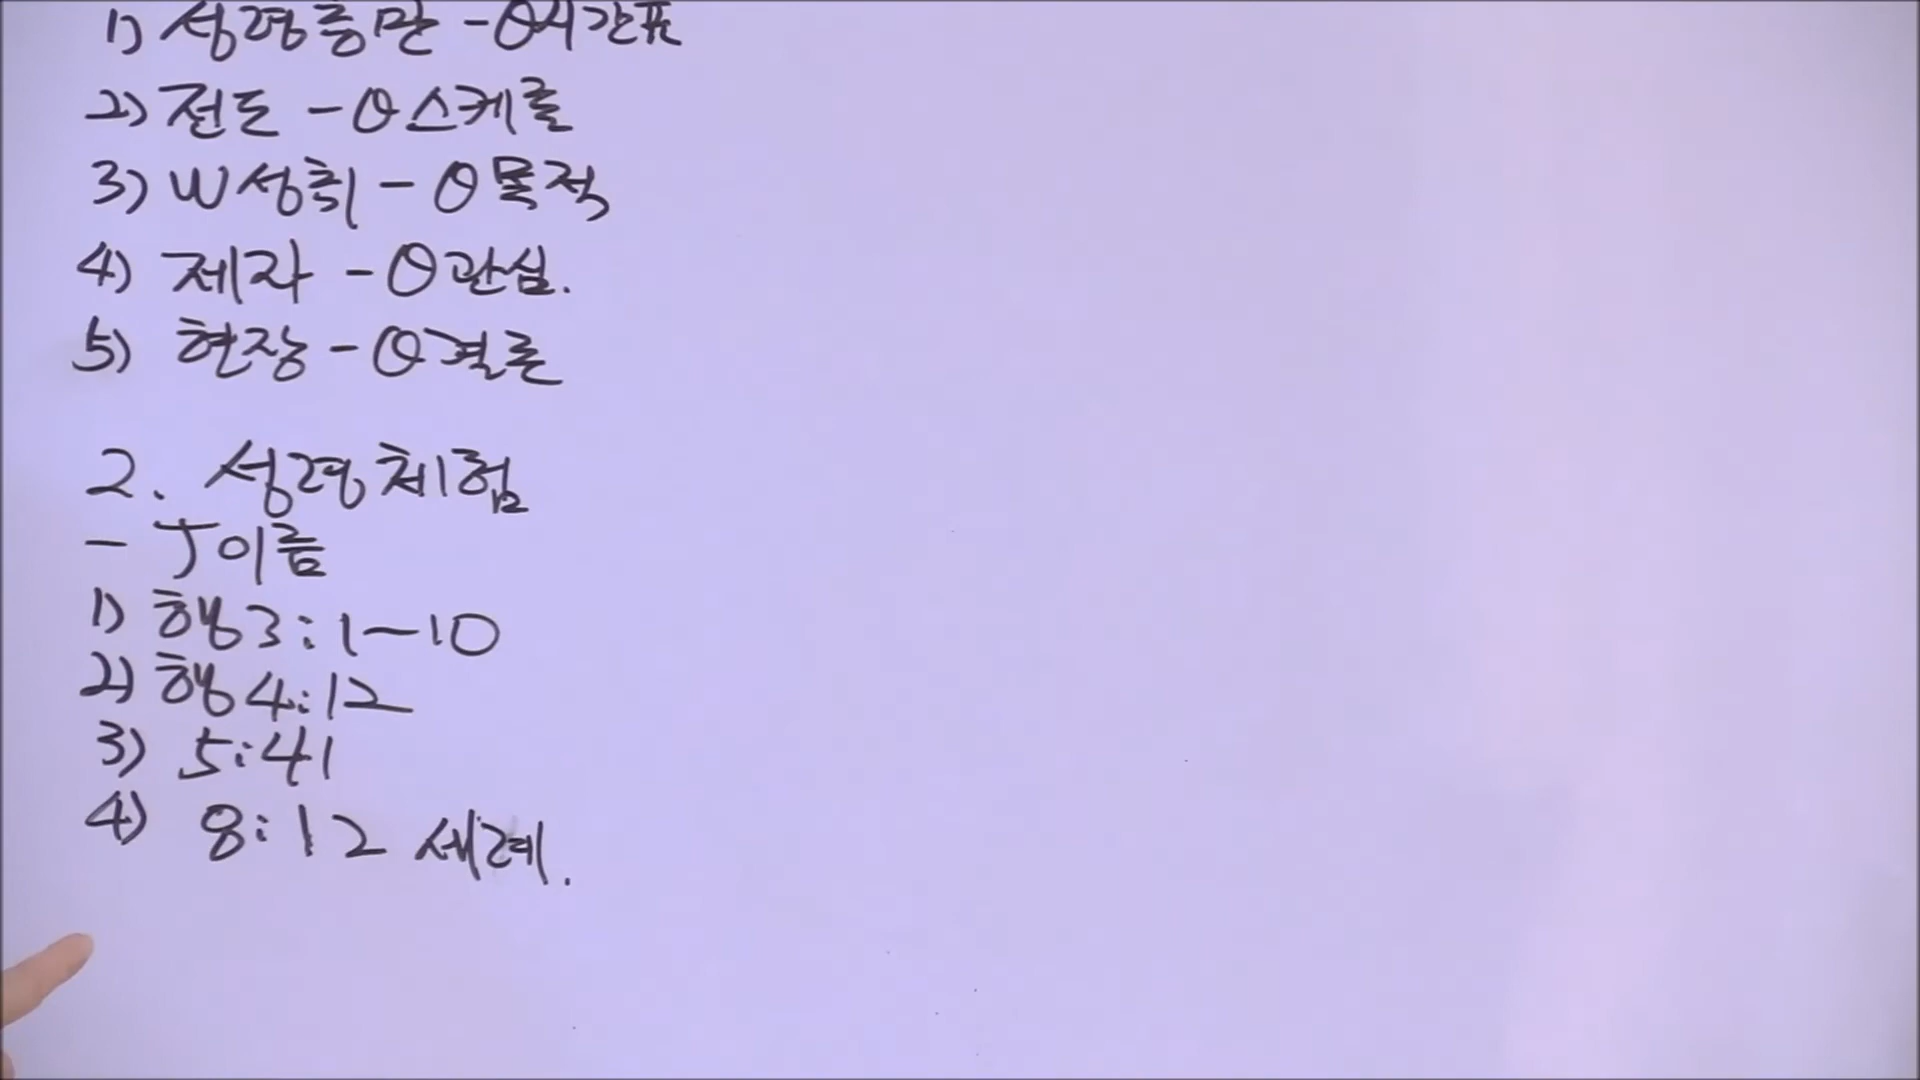 1) 성령충만 - θ시간표
2) 전도 - θ스케줄
3) W성취 - θ목적
4) 제자 - θ관심.
5) 현장 - θ결론
2. 성령체험
- J이름
1) 행3:1~10
2) 행4:12
3) 5:41
4) 8:12 세례.